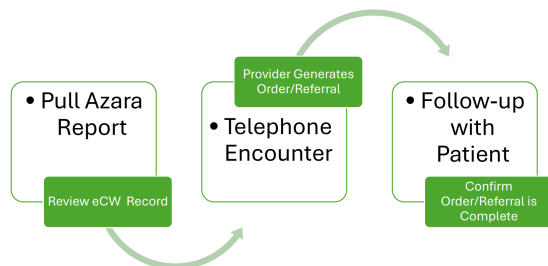 • Pull Azara
Report
Review eCW Record
Provider Generates
Order/Referral
• Telephone
Encounter
• Follow-up
with
Patient
Confirm
Order/Referral is
Complete